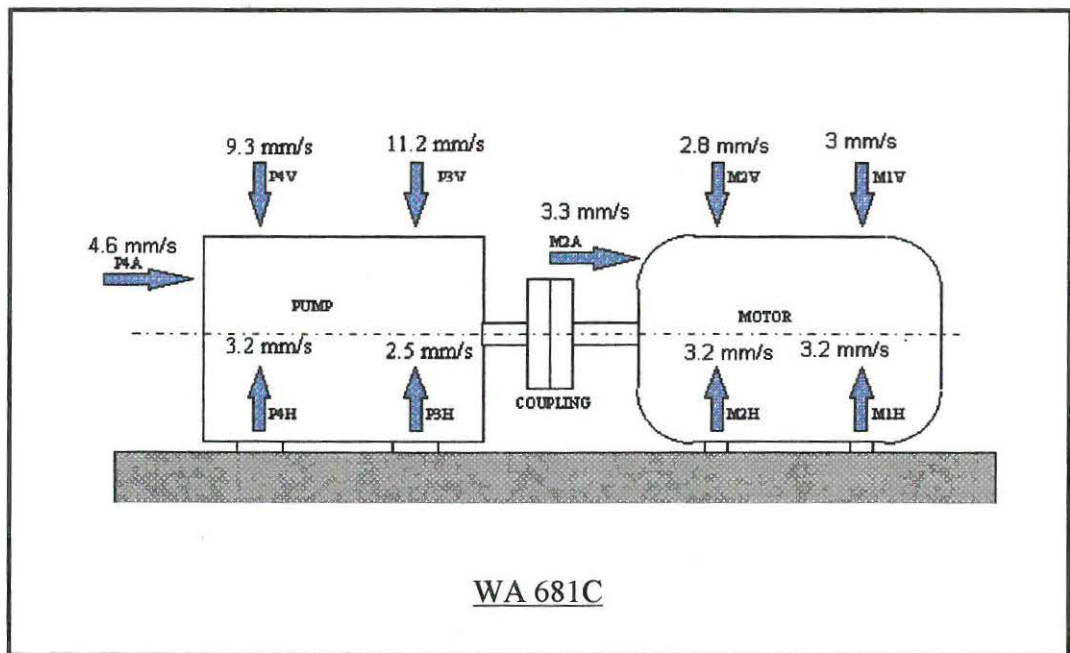 9.3 mm/s
P4V
11.2 mm/s
P3V
2.8 mm/s
M2V
3 mm/s
M1V
4.6 mm/s
P4A
3.3 mm/s
M2A
PUMP
MOTOR
3.2 mm/s
P4H
2.5 mm/s
P3H
COUPLING
3.2 mm/s
M2H
3.2 mm/s
M1H
WA 681C